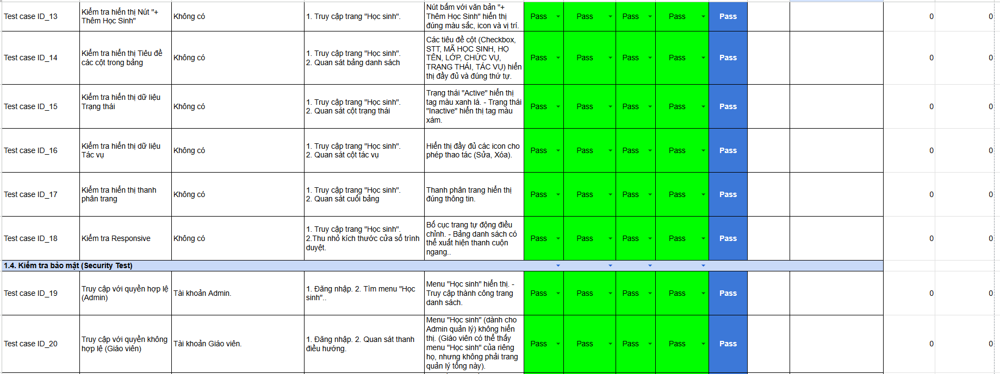 Test case ID_13
Kiểm tra hiển thị Nút "+
Thêm Học Sinh"
Không có
1. Truy cập trang "Học sinh".
Nút bấm với văn bản "+
Thêm Học Sinh" hiển thị
đúng màu sắc, icon và vị trí.
Pass Pass Pass Pass Pass
0 0
Test case ID_14
Kiểm tra hiển thị Tiêu đề
các cột trong bảng
Không có
1. Truy cập trang "Học sinh".
2. Quan sát bảng danh sách
Các tiêu đề cột (Checkbox,
STT, MÃ HỌC SINH, HỌ
TÊN, LỚP, CHỨC VỤ,
TRẠNG THÁI, TÁC VỤ) hiển
thị đầy đủ và đúng thứ tự.
Pass Pass Pass Pass Pass
0 0
Test case ID_15
Kiểm tra hiển thị dữ liệu
Trạng thái
Không có
1. Truy cập trang "Học sinh".
2. Quan sát cột trạng thái
Trạng thái "Active" hiển thị
tag màu xanh lá. - Trạng thái
"Inactive" hiển thị tag màu
xám.
Pass Pass Pass Pass Pass
0 0
Test case ID_16
Kiểm tra hiển thị dữ liệu
Tác vụ
Không có
1. Truy cập trang "Học sinh".
2. Quan sát cột tác vụ
Hiển thị đầy đủ các icon cho
phép thao tác (Sửa, Xóa).
Pass Pass Pass Pass Pass
0 0
Test case ID_17
Kiểm tra hiển thị thanh
phân trang
Không có
1. Truy cập trang "Học sinh".
2. Quan sát cuối bảng
Thanh phân trang hiển thị
đúng thông tin.
Pass Pass Pass Pass Pass
0 0
Test case ID_18
Kiểm tra Responsive
Không có
1. Truy cập trang "Học sinh".
2.Thu nhỏ kích thước cửa sổ trình
duyệt.
Bố cục trang tự động điều
chỉnh. - Bảng danh sách có
thể xuất hiện thanh cuộn
ngang..
Pass Pass Pass Pass Pass
0 0
1.4. Kiểm tra bảo mật (Security Test)
Test case ID_19
Truy cập với quyền hợp lệ
(Admin)
Tài khoản Admin.
1. Đăng nhập. 2. Tìm menu "Học
sinh"..
Menu "Học sinh" hiển thị. -
Truy cập thành công trang
danh sách.
Pass Pass Pass Pass Pass
0 0
Test case ID_20
Truy cập với quyền không
hợp lệ (Giáo viên)
Tài khoản Giáo viên.
1. Đăng nhập. 2. Quan sát thanh
điều hướng.
Menu "Học sinh" (dành cho
Admin quản lý) không hiển
thị. (Giáo viên có thể thấy
menu "Học sinh" của riêng
họ, nhưng không phải trang
quản lý tổng này).
Pass Pass Pass Pass Pass
0 0